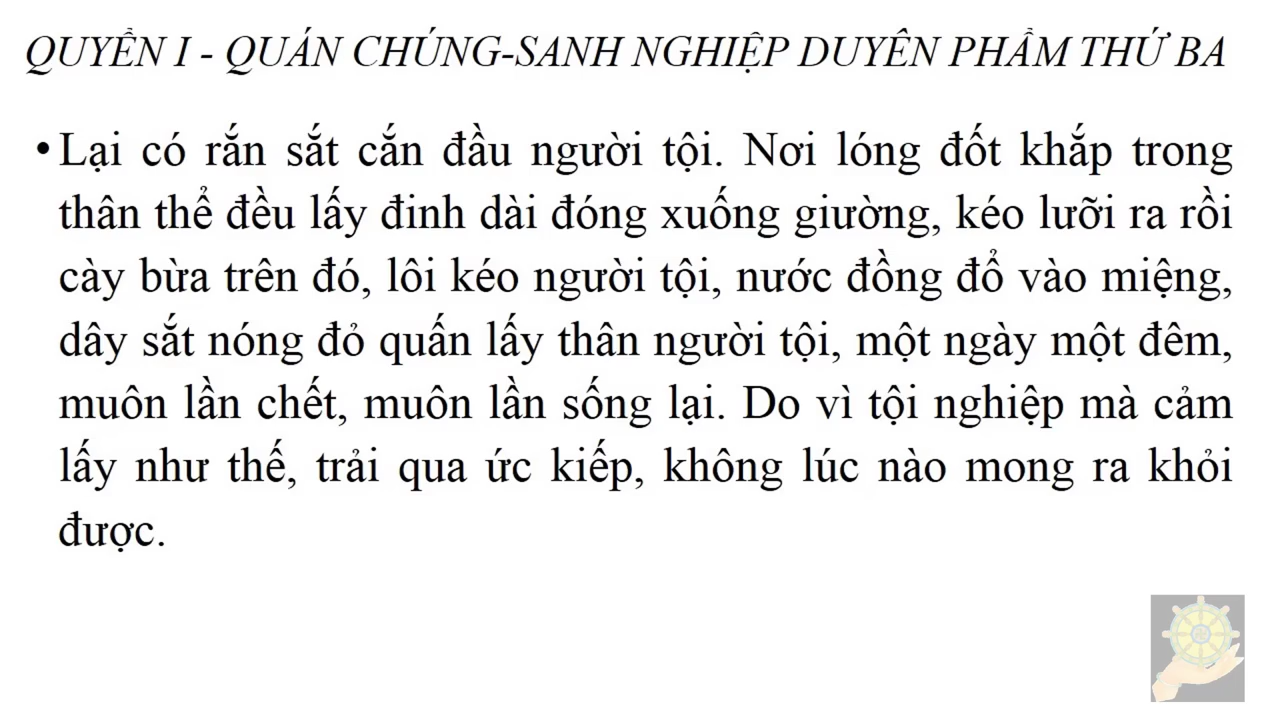 QUYỂN I - QUÁN CHÚNG-SANH NGHIỆP DUYÊN PHẨM THỨ BA
•Lại có rắn sắt cắn đầu người tội. Nơi lóng đốt khắp trong
thân thể đều lấy đinh dài đóng xuống giường, kéo lưỡi ra rồi
cày bừa trên đó, lôi kéo người tội, nước đồng đổ vào miệng,
dây sắt nóng đỏ quấn lấy thân người tội, một ngày một đêm,
muôn lần chết, muôn lần sống lại. Do vì tội nghiệp mà cảm
lấy như thế, trải qua ức kiếp, không lúc nào mong ra khỏi
được.